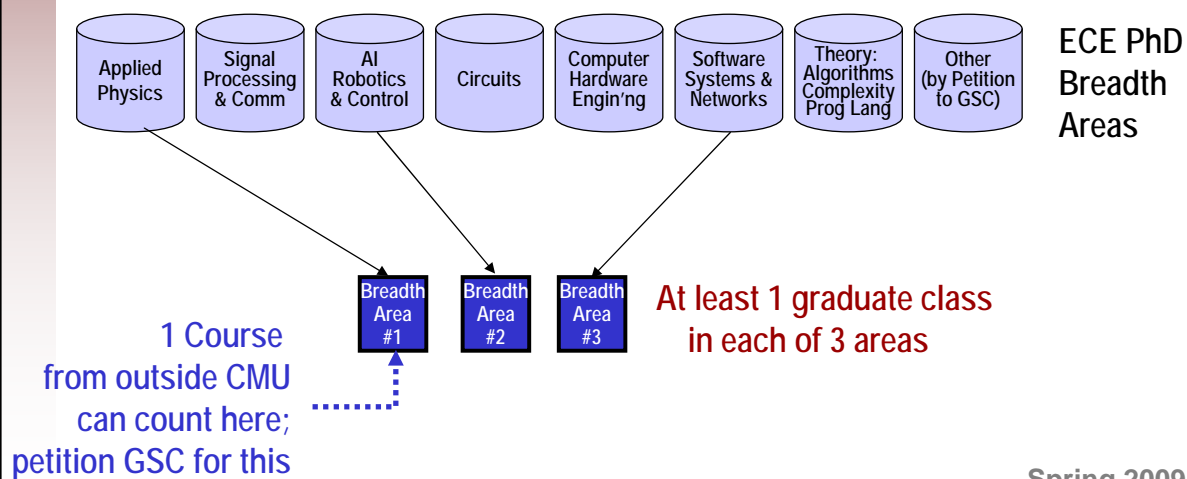 Applied
Physics
Signal
Processing
& Comm
AI
Robotics
& Control
Circuits
Computer
Hardware
Engin'ng
Software
Systems &
Networks
Theory:
Algorithms
Complexity
Prog Lang
Other
(by Petition
to GSC)
ECE PhD
Breadth
Areas
Breadth
Area
#1
Breadth
Area
#2
Breadth
Area
#3
At least 1 graduate class
in each of 3 areas
1 Course
from outside CMU
can count here;
petition GSC for this
Spring 2009